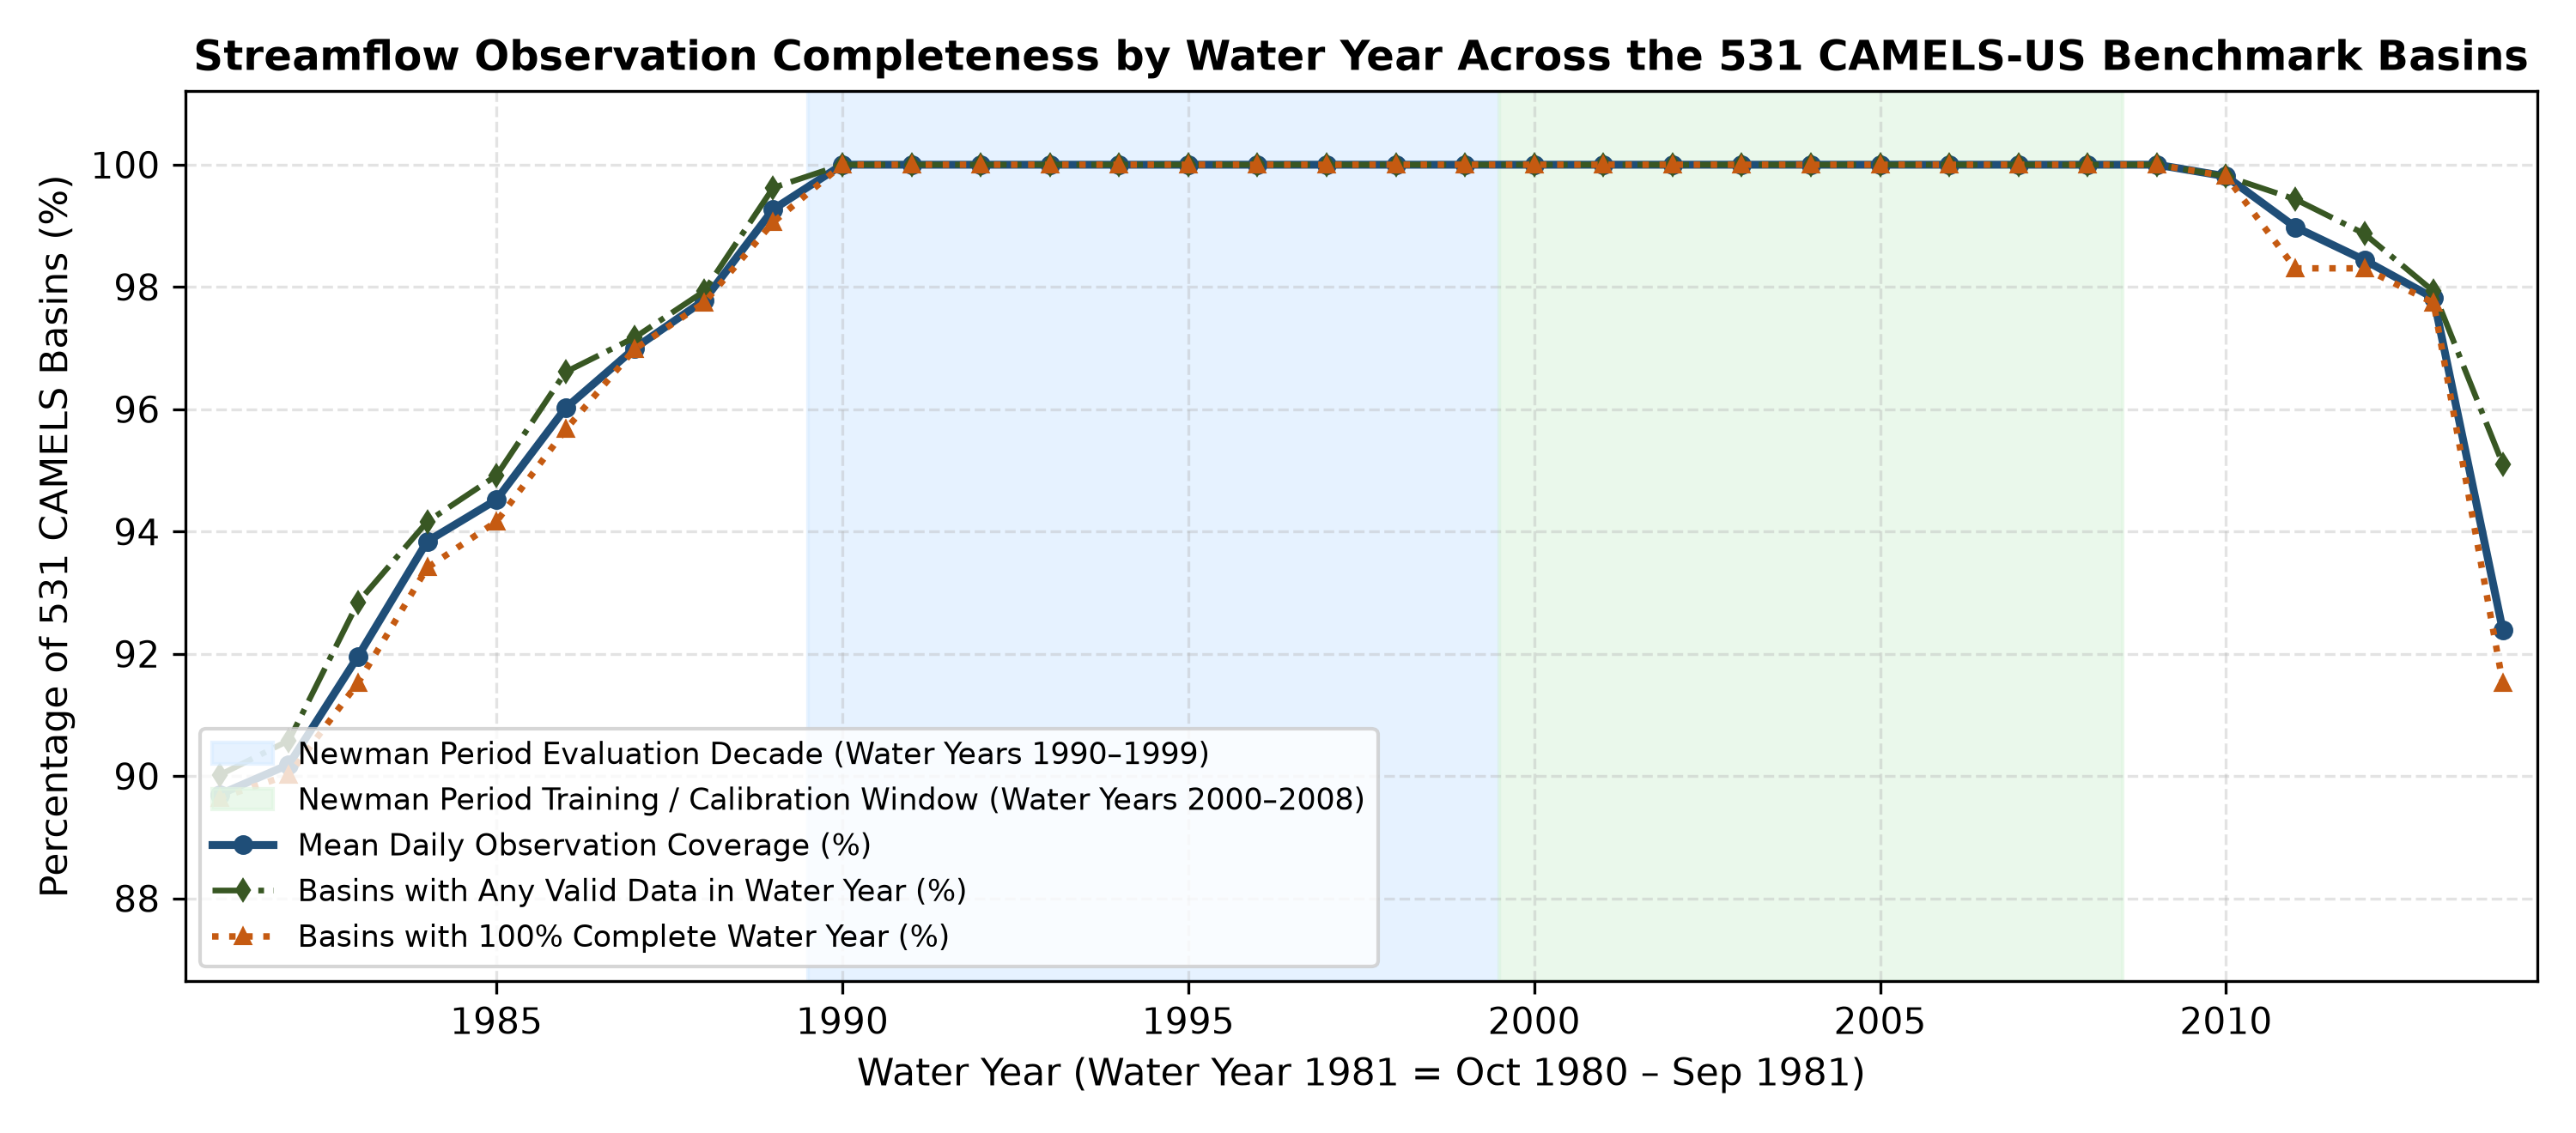 Streamflow Observation Completeness by Water Year Across the 531 CAMELS-US Benchmark Basins
Percentage of 531 CAMELS Basins (%)
100
98
96
94
92
90
88
Newman Period Evaluation Decade (Water Years 1990–1999)
Newman Period Training / Calibration Window (Water Years 2000–2008)
Mean Daily Observation Coverage (%)
Basins with Any Valid Data in Water Year (%)
Basins with 100% Complete Water Year (%)
1985 1990 1995 2000 2005 2010
Water Year (Water Year 1981 = Oct 1980 – Sep 1981)